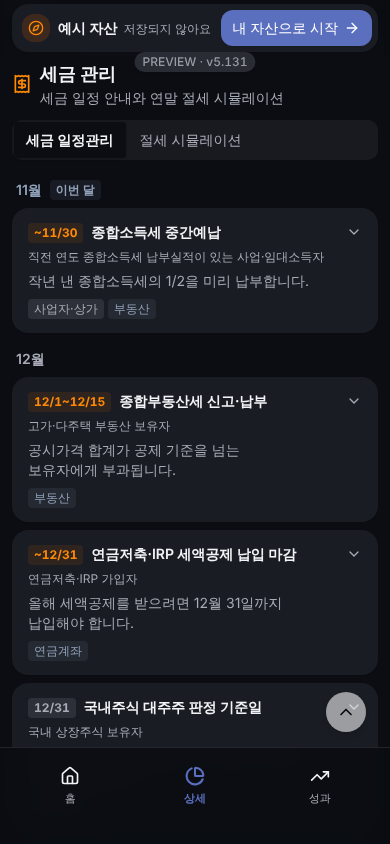 예시 자산 저장되지 않아요 내 자산으로 시작
PREVIEW · v5.131
세금 관리
세금 일정 안내와 연말 절세 시뮬레이션
세금 일정관리 절세 시뮬레이션
11월 이번 달
~11/30 종합소득세 중간예납
직전 연도 종합소득세 납부실적이 있는 사업·임대소득자
작년 낸 종합소득세의 1/2을 미리 납부합니다.
사업자·상가 부동산
12월
12/1~12/15 종합부동산세 신고·납부
고가·다주택 부동산 보유자
공시가격 합계가 공제 기준을 넘는
보유자에게 부과됩니다.
부동산
~12/31 연금저축·IRP 세액공제 납입 마감
연금저축·IRP 가입자
올해 세액공제를 받으려면 12월 31일까지
납입해야 합니다.
연금계좌
12/31 국내주식 대주주 판정 기준일
국내 상장주식 보유자
홈 상세 성과